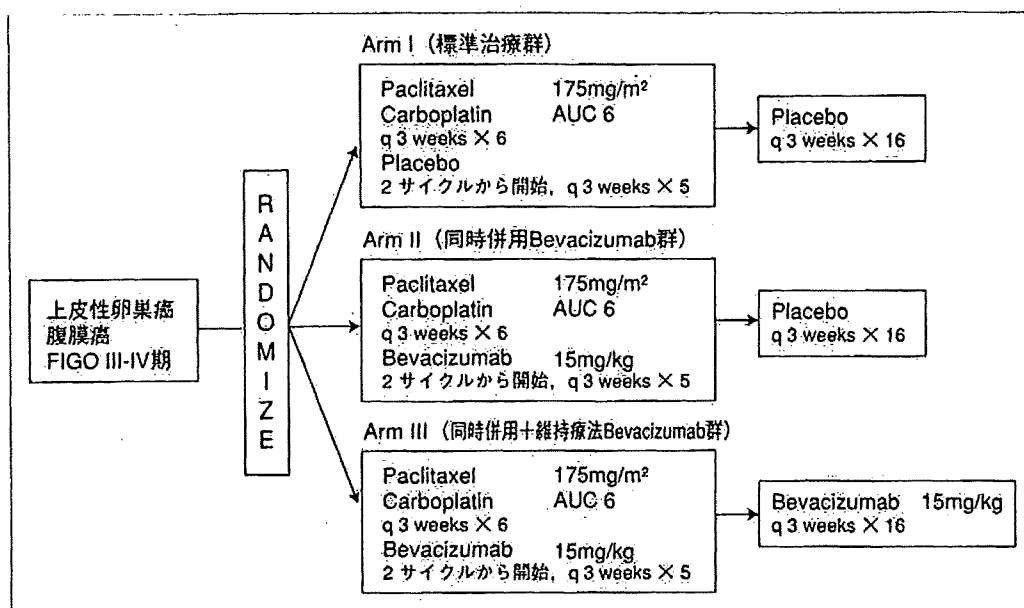 Arm I (標準治療群)
Paclitaxel 175mg/m²
Carboplatin AUC 6
q 3 weeks × 6
Placebo
2 サイクルから開始, q 3 weeks × 5
Placebo
q 3 weeks × 16
上皮性卵巣癌
腹膜癌
FIGO III-IV期
RANDOMIZE
Arm II (同時併用Bevacizumab群)
Paclitaxel 175mg/m²
Carboplatin AUC 6
q 3 weeks × 6
Bevacizumab 15mg/kg
2 サイクルから開始, q 3 weeks × 5
Placebo
q 3 weeks × 16
Arm III (同時併用+維持療法Bevacizumab群)
Paclitaxel 175mg/m²
Carboplatin AUC 6
q 3 weeks × 6
Bevacizumab 15mg/kg
2 サイクルから開始, q 3 weeks × 5
Bevacizumab 15mg/kg
q 3 weeks × 16